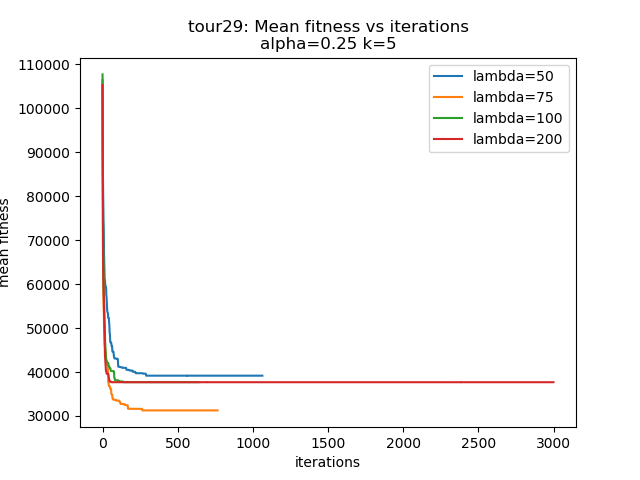 tour29: Mean fitness vs iterations
alpha=0.25 k=5
110000
100000
90000
80000
70000
60000
50000
40000
30000
mean fitness
lambda=50
lambda=75
lambda=100
lambda=200
0
500
1000
1500
2000
2500
3000
iterations